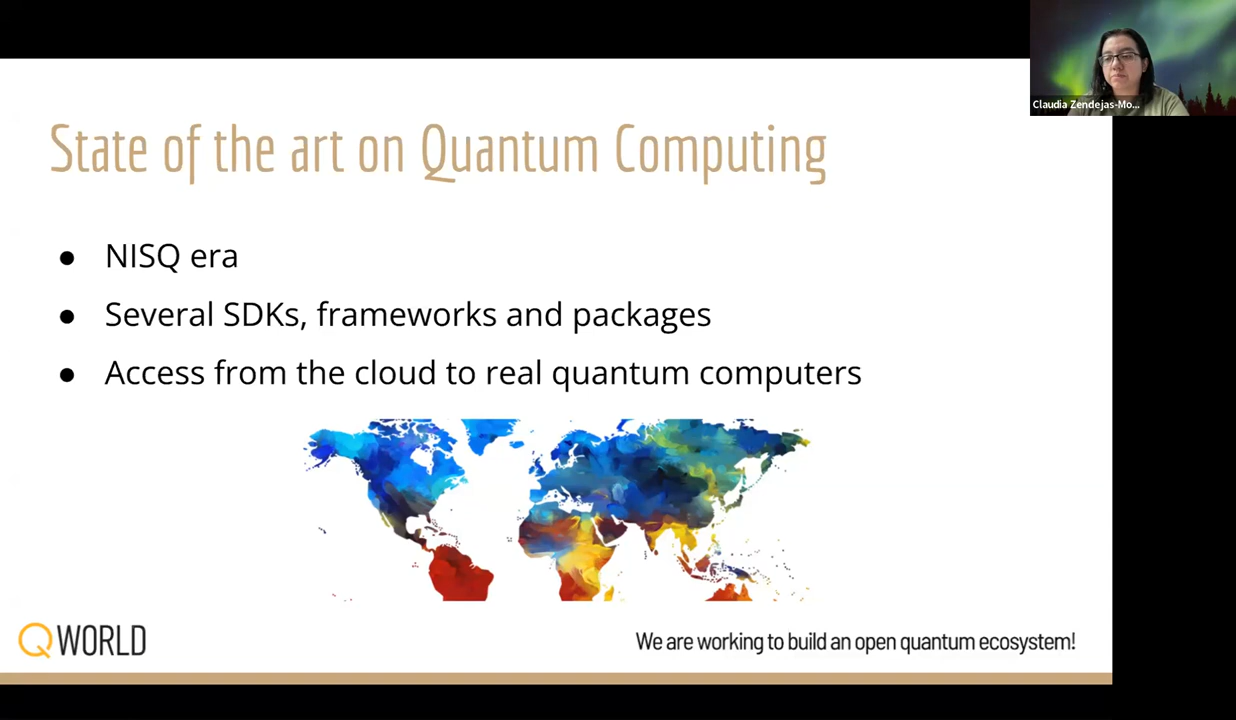 Claudia Zendejas-Mo...
State of the art on Quantum Computing
● NISQ era
● Several SDKs, frameworks and packages
● Access from the cloud to real quantum computers
QWORLD
We are working to build an open quantum ecosystem!